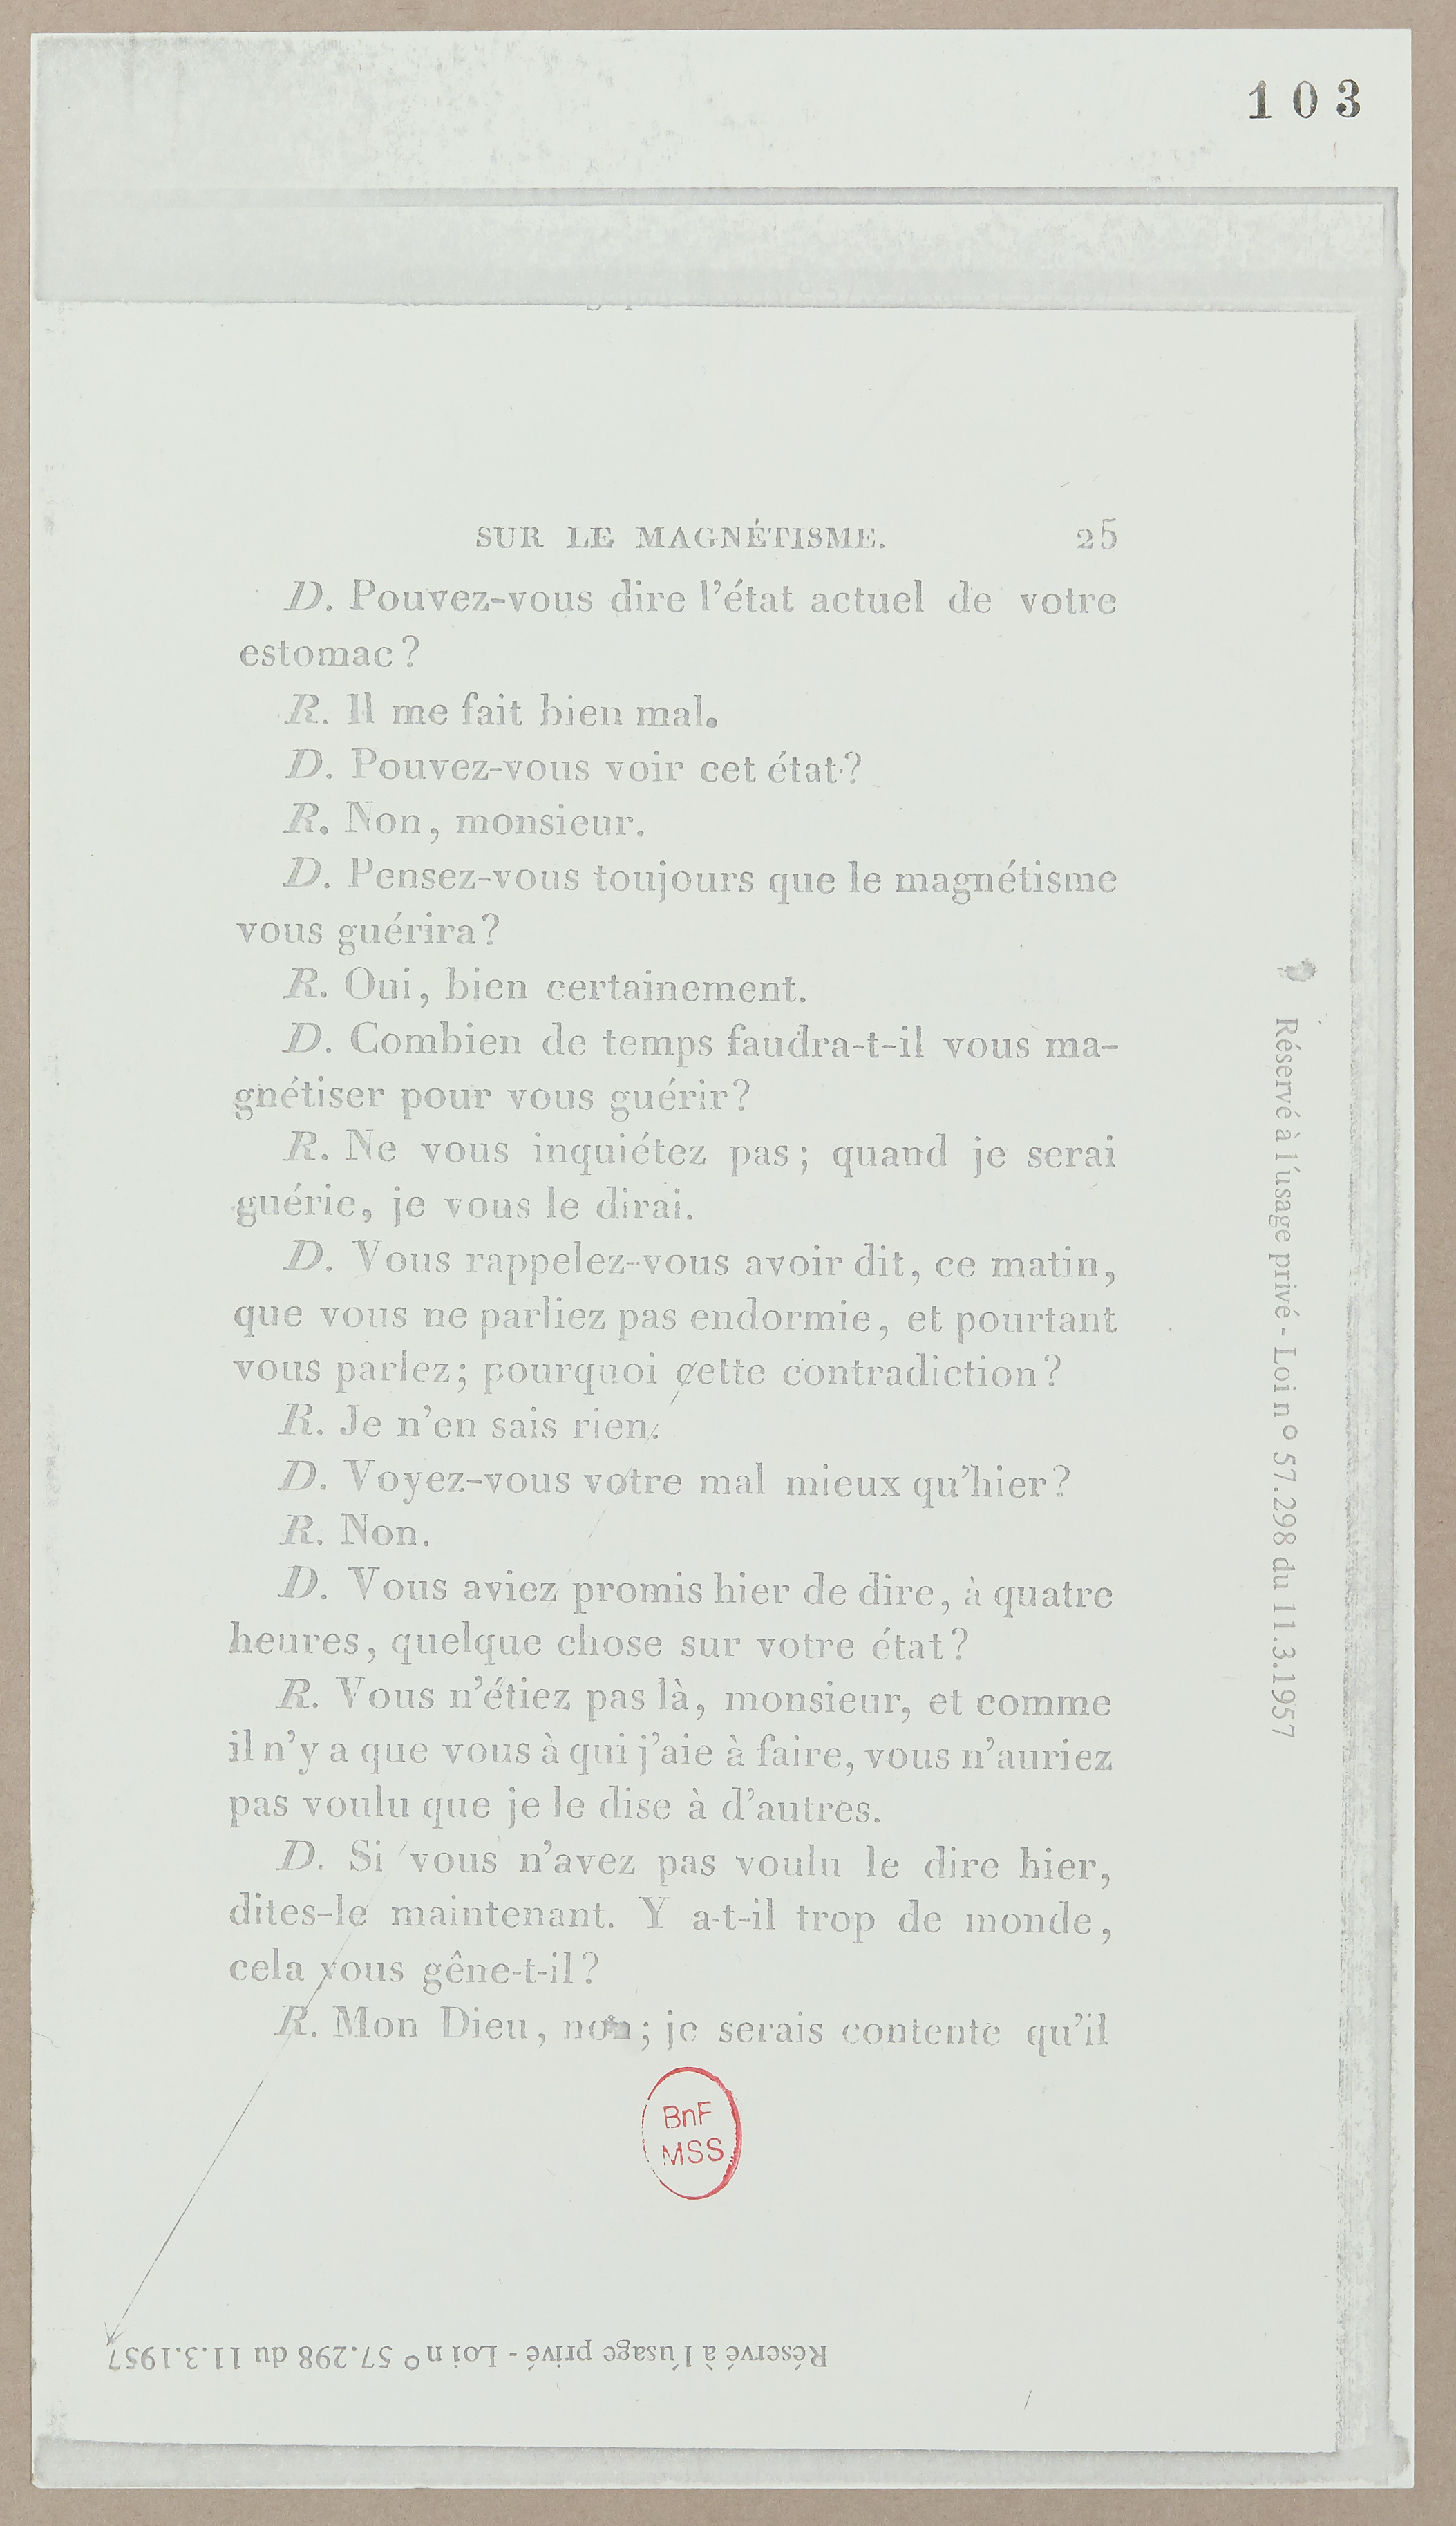 103
SUR LE MAGNÉTISME. 25
D. Pouvez-vous dire l'état actuel de votre
estomac?
R. Il me fait bien mal.
D. Pouvez-vous voir cet état?
R. Non, monsieur.
D. Pensez-vous toujours que le magnétisme
vous guérira?
R. Oui, bien certainement.
D. Combien de temps faudra-t-il vous ma-
gnétiser pour vous guérir?
R. Ne vous inquiétez pas; quand je serai
guérie, je vous le dirai.
D. Vous rappelez-vous avoir dit, ce matin,
que vous ne parliez pas endormie, et pourtant
vous parlez; pourquoi cette contradiction?
R. Je n'en sais rien.
D. Voyez-vous votre mal mieux qu'hier?
R. Non.
D. Vous aviez promis hier de dire, à quatre
heures, quelque chose sur votre état?
R. Vous n'étiez pas là, monsieur, et comme
il n'y a que vous à qui j'aie à faire, vous n'auriez
pas voulu que je le dise à d'autres.
D. Si vous n'avez pas voulu le dire hier,
dites-le maintenant. Y a-t-il trop de monde,
cela vous gêne-t-il?
R. Mon Dieu, non; je serais contente qu'il
BnF
MSS
Réservé à l'usage privé - Loi n° 57.298 du 11.3.1957
Réservé à l'usage privé - Loi n° 57.298 du 11.3.1957